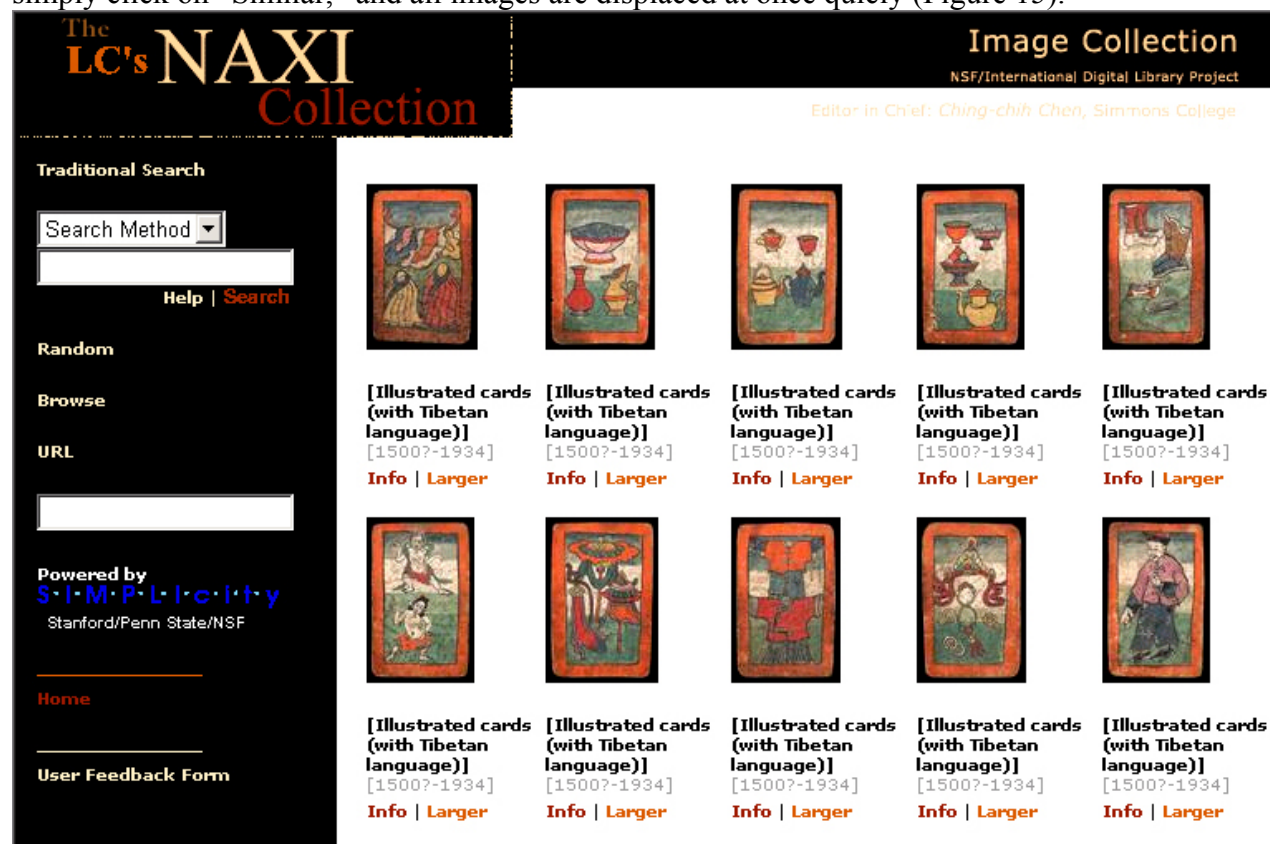 simply click on "Similar," and all images are displaced at once quiely (Figure 15).
The
LC's NAXI
Collection
Image Collection
NSF/International Digital Library Project
Editor in Chief: Ching-chih Chen, Simmons College
Traditional Search
Search Method
Help | Search
Random
Browse
URL
Powered by
S·I·M·P·L·I·c·I·t·y
Stanford/Penn State/NSF
Home
User Feedback Form
[Illustrated cards
(with Tibetan
language)]
[1500?-1934]
Info | Larger
[Illustrated cards
(with Tibetan
language)]
[1500?-1934]
Info | Larger
[Illustrated cards
(with Tibetan
language)]
[1500?-1934]
Info | Larger
[Illustrated cards
(with Tibetan
language)]
[1500?-1934]
Info | Larger
[Illustrated cards
(with Tibetan
language)]
[1500?-1934]
Info | Larger
[Illustrated cards
(with Tibetan
language)]
[1500?-1934]
Info | Larger
[Illustrated cards
(with Tibetan
language)]
[1500?-1934]
Info | Larger
[Illustrated cards
(with Tibetan
language)]
[1500?-1934]
Info | Larger
[Illustrated cards
(with Tibetan
language)]
[1500?-1934]
Info | Larger
[Illustrated cards
(with Tibetan
language)]
[1500?-1934]
Info | Larger